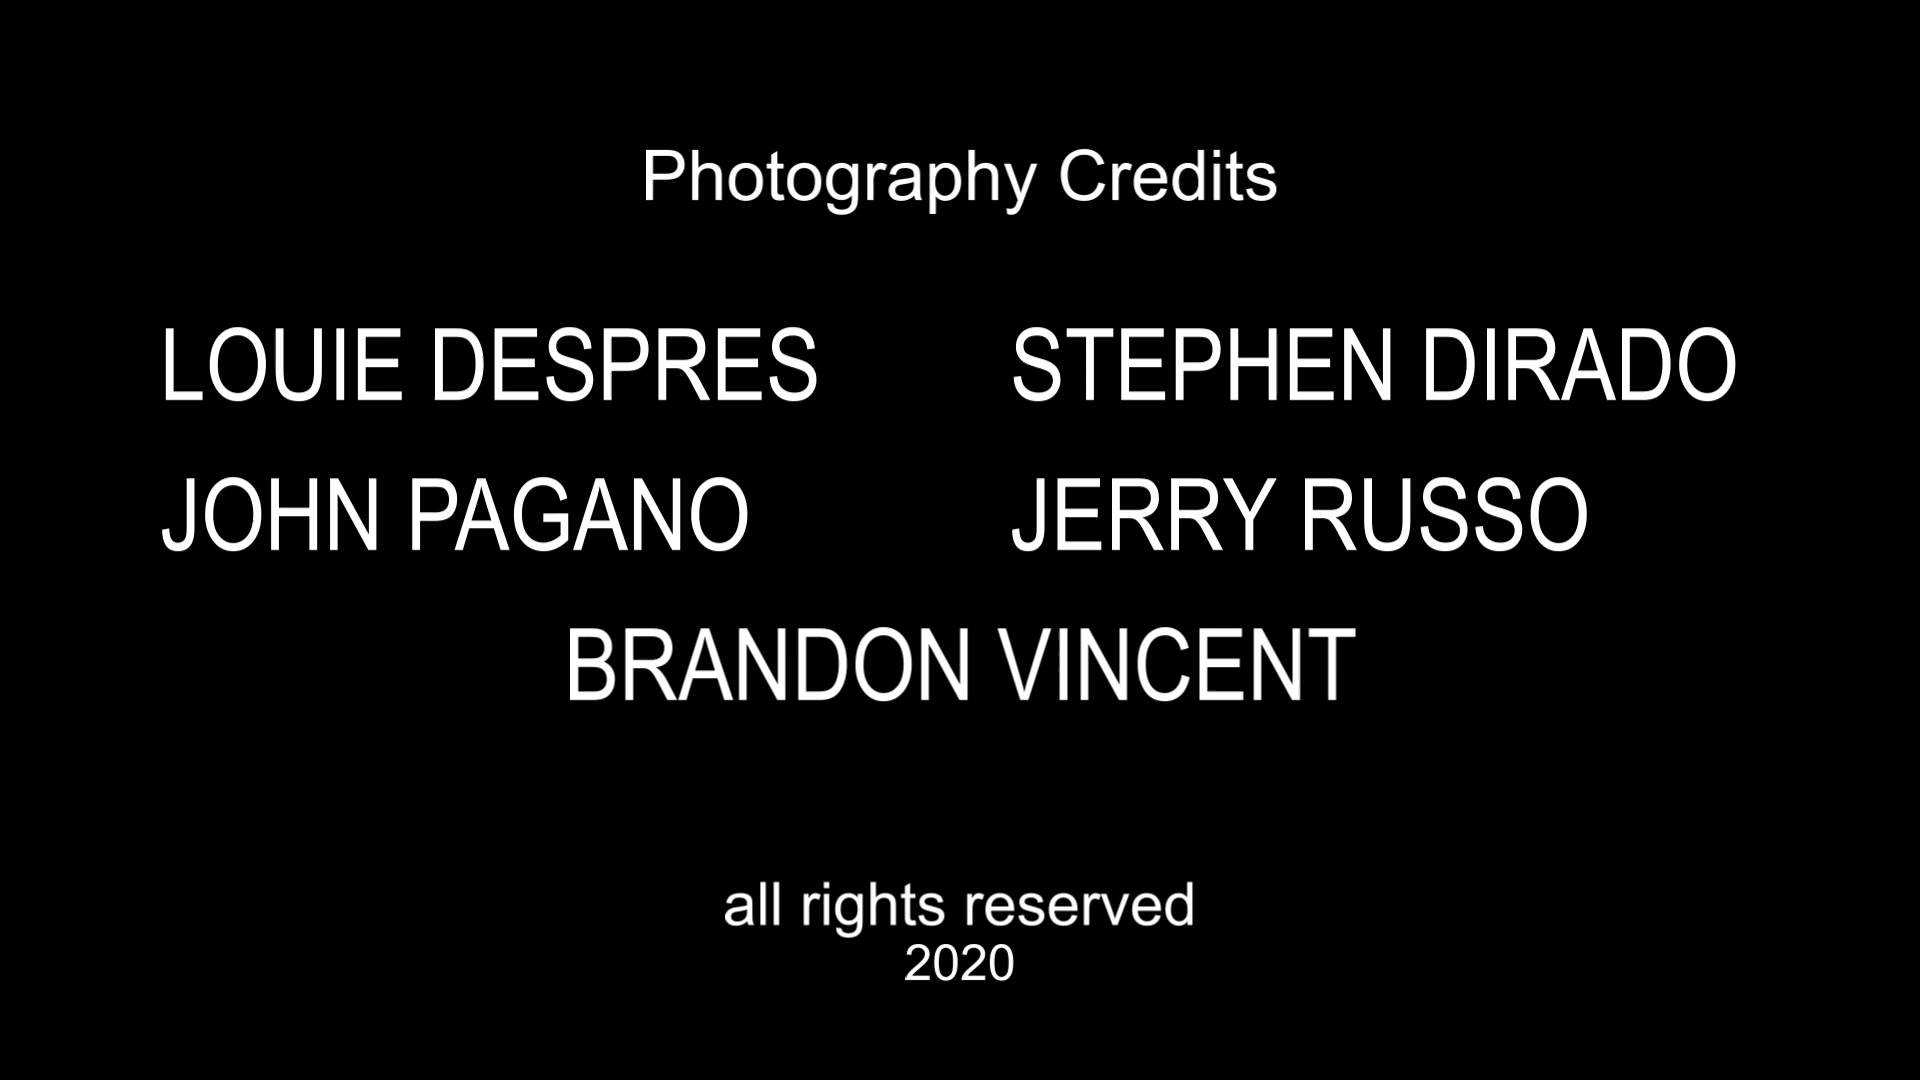 Photography Credits
LOUIE DESPRES STEPHEN DIRADO
JOHN PAGANO JERRY RUSSO
BRANDON VINCENT
all rights reserved
2020